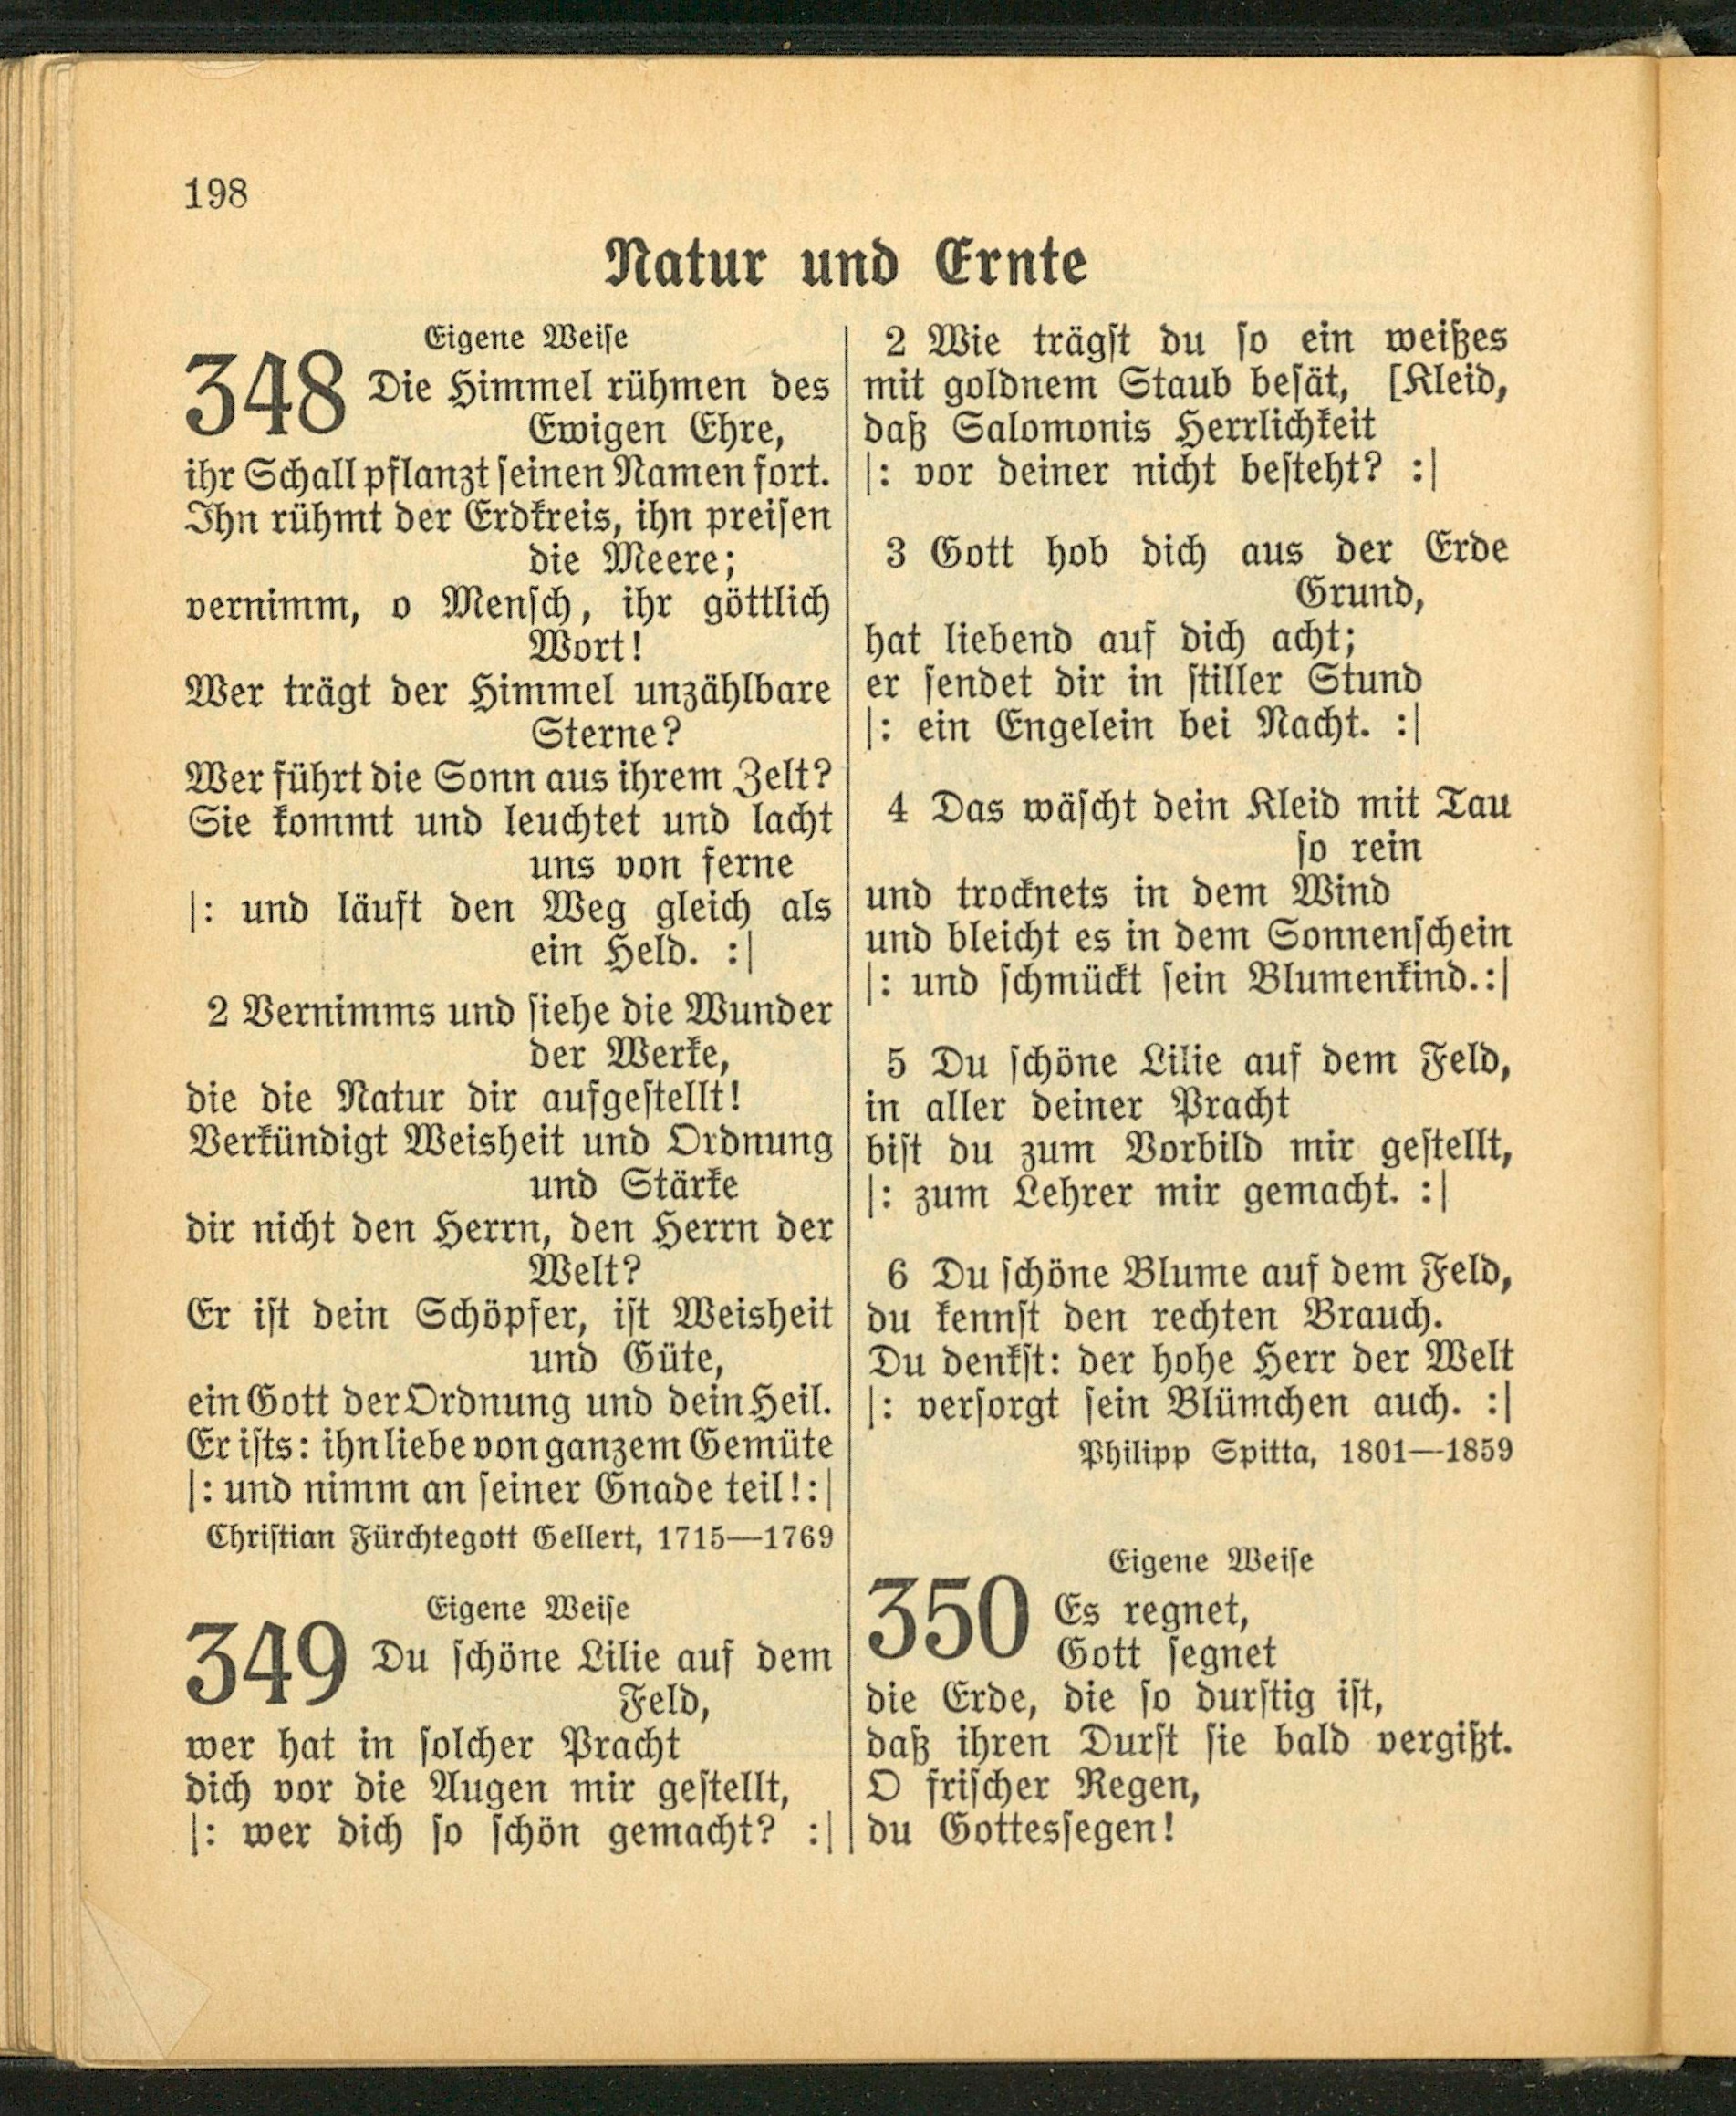 198
Natur und Ernte
Eigene Weise
348 Die Himmel rühmen des
Ewigen Ehre,
ihr Schall pflanzt seinen Namen fort.
Ihn rühmt der Erdkreis, ihn preisen
die Meere;
vernimm, o Mensch, ihr göttlich
Wort!
Wer trägt der Himmel unzählbare
Sterne?
Wer führt die Sonn aus ihrem Zelt?
Sie kommt und leuchtet und lacht
uns von ferne
|: und läuft den Weg gleich als
ein Held. :|
2 Vernimms und siehe die Wunder
der Werke,
die die Natur dir aufgestellt!
Verkündigt Weisheit und Ordnung
und Stärke
dir nicht den Herrn, den Herrn der
Welt?
Er ist dein Schöpfer, ist Weisheit
und Güte,
ein Gott der Ordnung und dein Heil.
Er ists: ihn liebe von ganzem Gemüte
|: und nimm an seiner Gnade teil! :|
Christian Fürchtegott Gellert, 1715—1769
Eigene Weise
349 Du schöne Lilie auf dem
Feld,
wer hat in solcher Pracht
dich vor die Augen mir gestellt,
|: wer dich so schön gemacht? :|
2 Wie trägst du so ein weißes
mit goldnem Staub besät, [Kleid,
daß Salomonis Herrlichkeit
|: vor deiner nicht besteht? :|
3 Gott hob dich aus der Erde
Grund,
hat liebend auf dich acht;
er sendet dir in stiller Stund
|: ein Engelein bei Nacht. :|
4 Das wäscht dein Kleid mit Tau
so rein
und trocknets in dem Wind
und bleicht es in dem Sonnenschein
|: und schmückt sein Blumenkind. :|
5 Du schöne Lilie auf dem Feld,
in aller deiner Pracht
bist du zum Vorbild mir gestellt,
|: zum Lehrer mir gemacht. :|
6 Du schöne Blume auf dem Feld,
du kennst den rechten Brauch.
Du denkst: der hohe Herr der Welt
|: versorgt sein Blümchen auch. :|
Philipp Spitta, 1801—1859
Eigene Weise
350 Es regnet,
Gott segnet
die Erde, die so durstig ist,
daß ihren Durst sie bald vergißt.
O frischer Regen,
du Gottessegen!